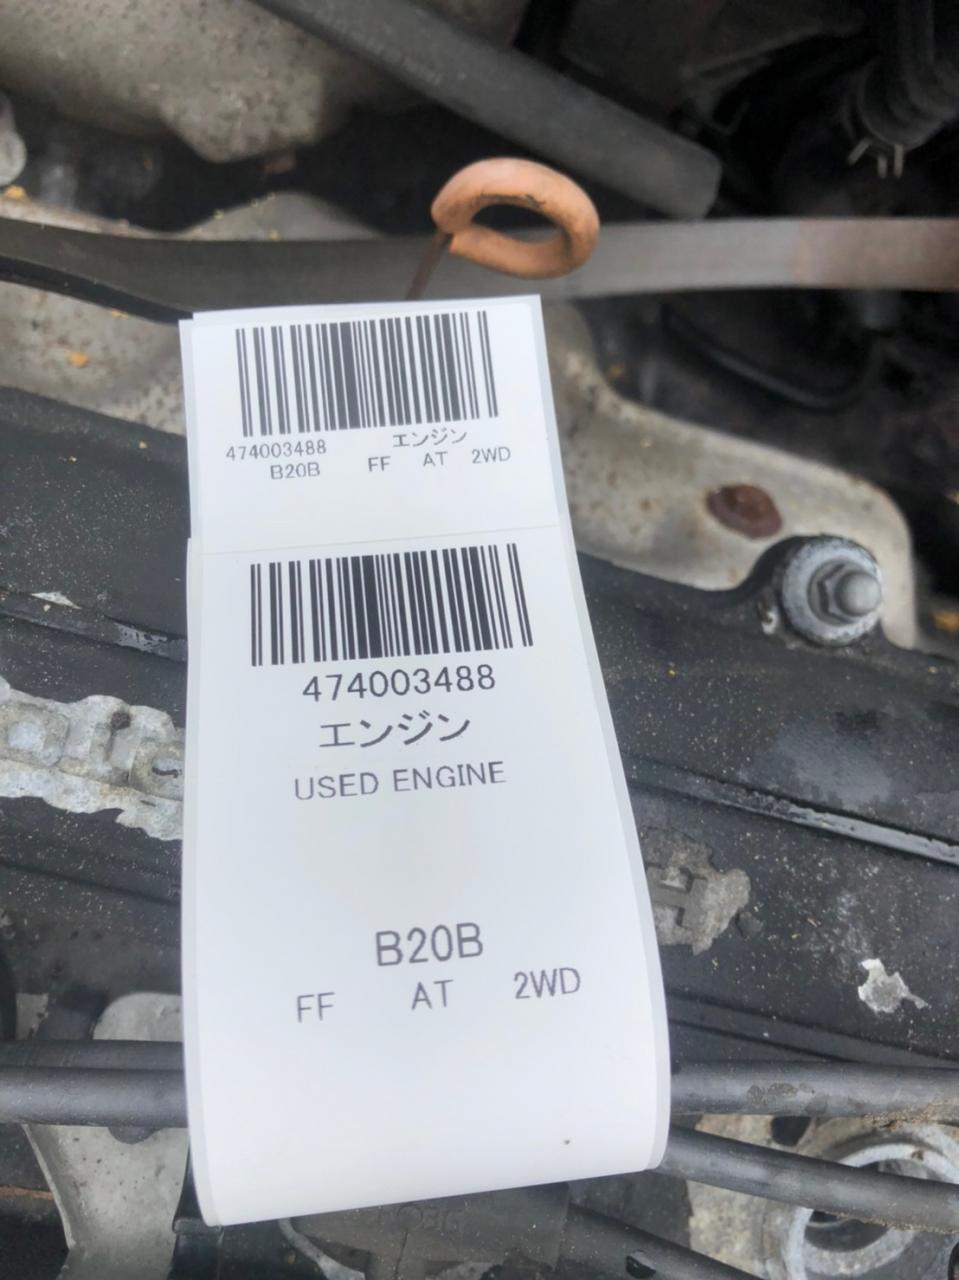 474003488 エンジン
B20B FF AT 2WD
474003488
エンジン
USED ENGINE
B20B
FF AT 2WD
H